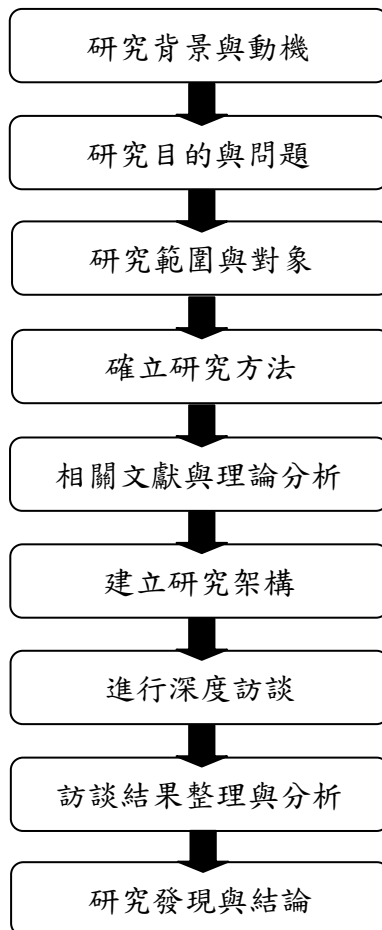 研究背景與動機
研究目的與問題
研究範圍與對象
確立研究方法
相關文獻與理論分析
建立研究架構
進行深度訪談
訪談結果整理與分析
研究發現與結論